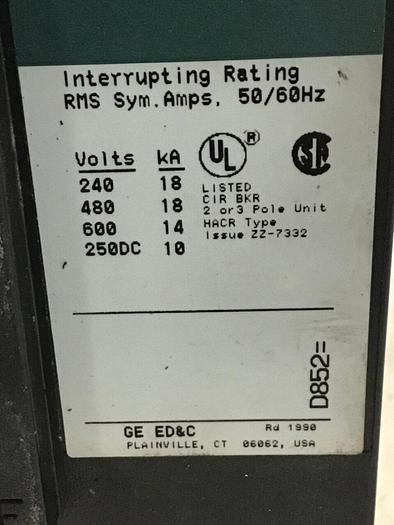 Interrupting Rating
RMS Sym.Amps, 50/60Hz
Volts kA
240 18
480 18
600 14
250DC 10
UL ®
SA
LISTED
CIR BKR
2 or3 Pole Unit
HACR Type
Issue ZZ-7332
D852=
GE ED&C Rd 1990
PLAINVILLE, CT 06062, USA